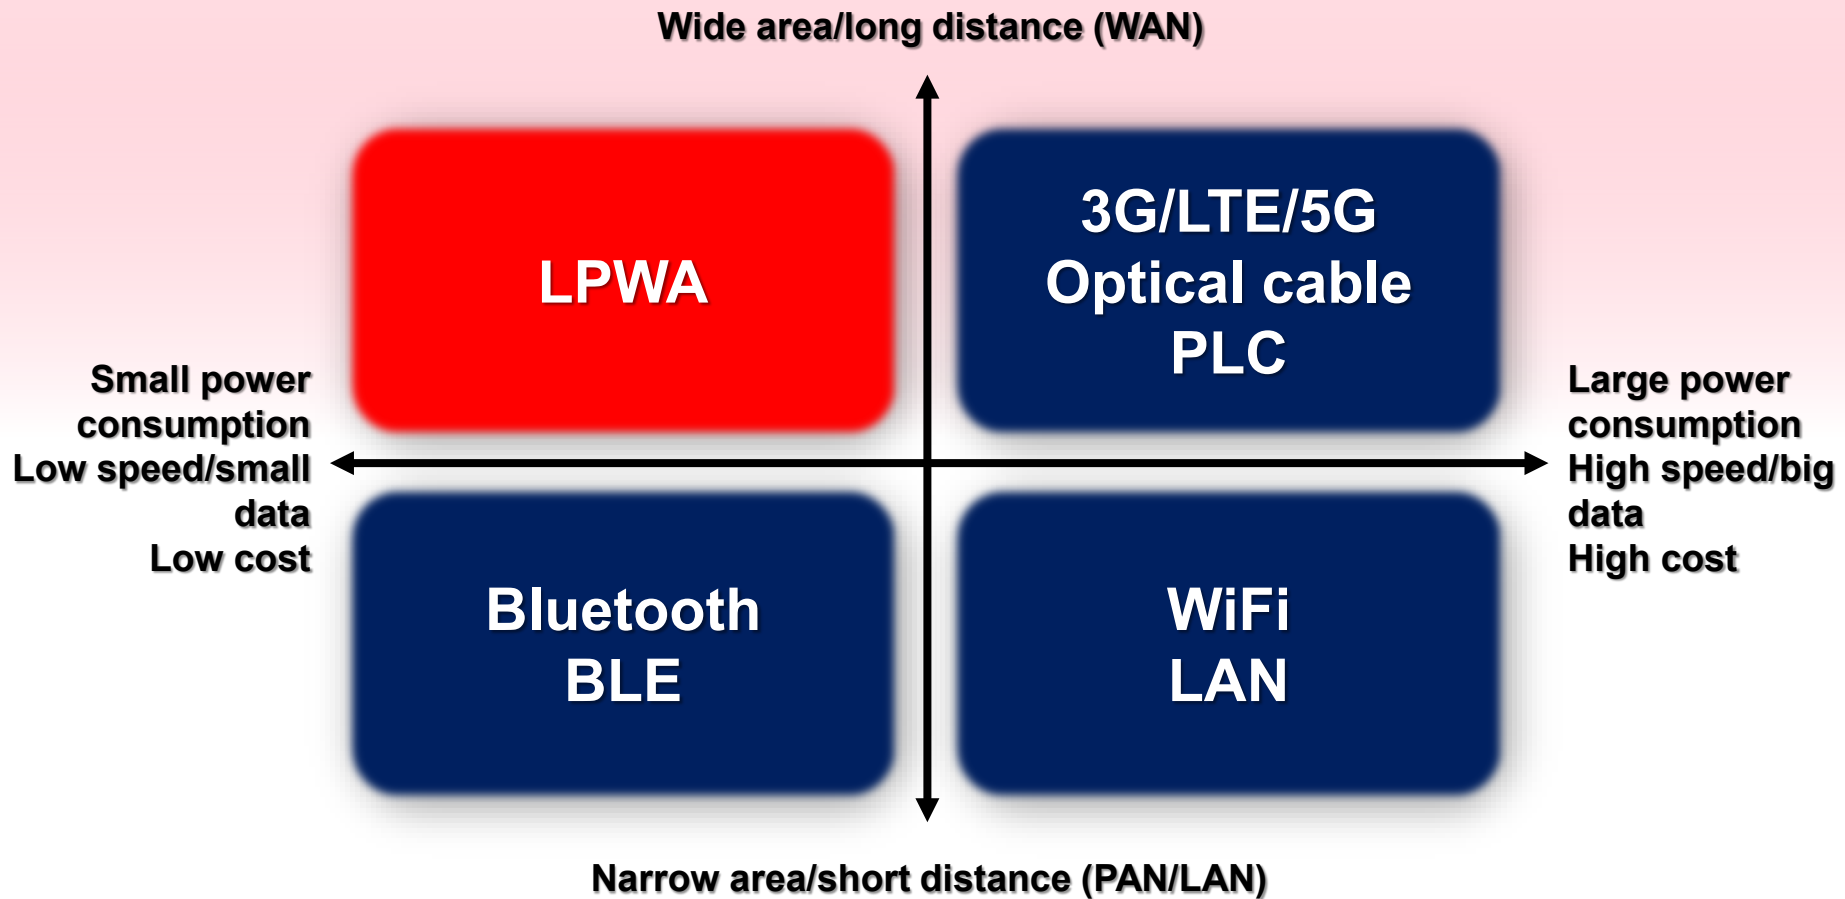 Wide area/long distance (WAN)
LPWA
3G/LTE/5G
Optical cable
PLC
Small power
consumption
Low speed/small
data
Low cost
Large power
consumption
High speed/big
data
High cost
Bluetooth
BLE
WiFi
LAN
Narrow area/short distance (PAN/LAN)